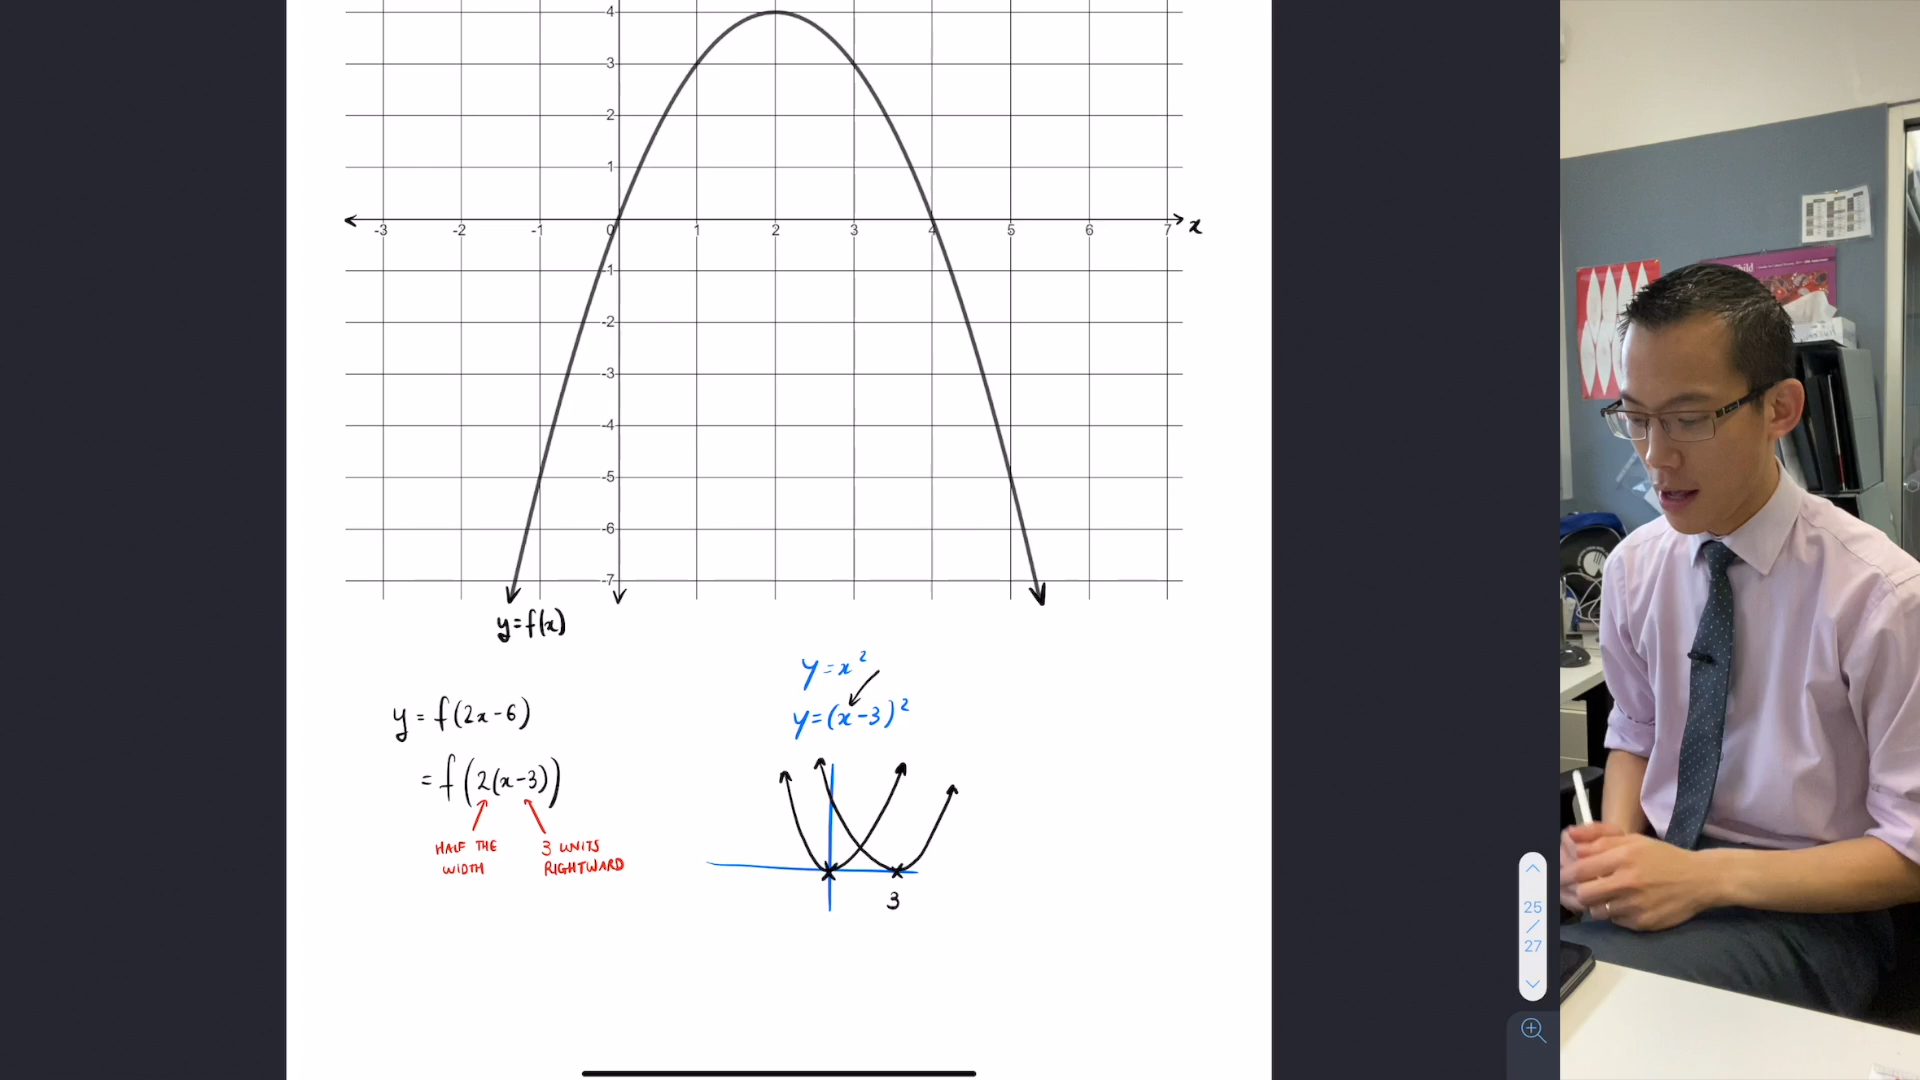 4
3
2
1
-3 -2 -1 0 1 2 3 4 5 6 7 x
-1
-2
-3
-4
-5
-6
-7
y=f(x)
y = x²
y = f(2x-6)
y=(x-3)²
= f(2(x-3))
HALF THE WIDTH
3 UNITS RIGHTWARD
3
25
/
27
Child